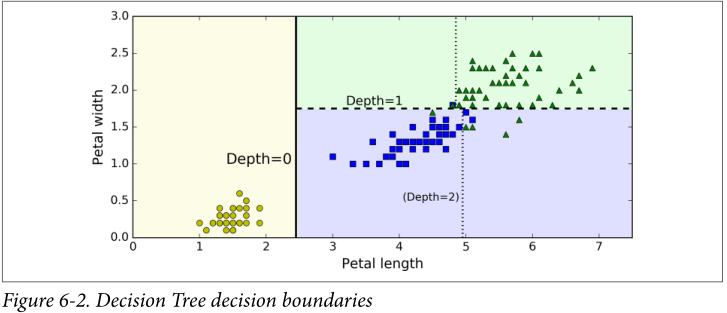 3.0
2.5
2.0
1.5
1.0
0.5
0.0
Petal width
Depth=1
Depth=0
(Depth=2)
0 1 2 3 4 5 6 7
Petal length
Figure 6-2. Decision Tree decision boundaries